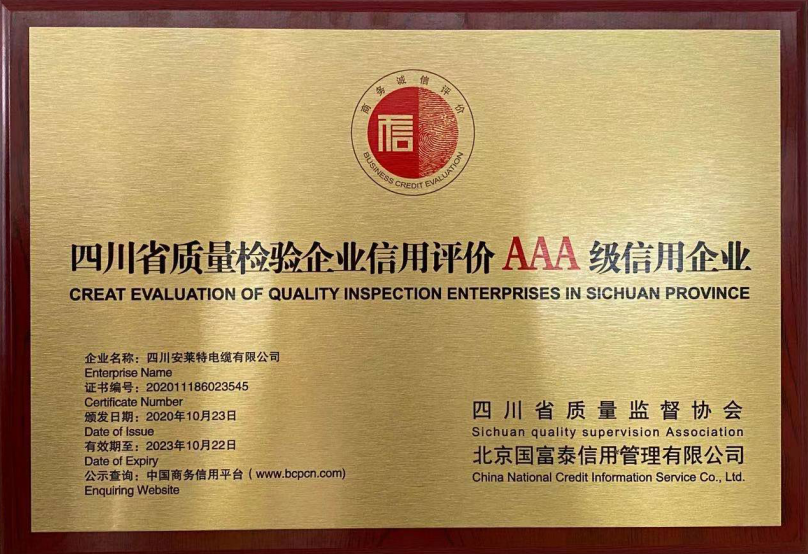 商务诚信评价
信
BUSINESS CREDIT EVALUATION
四川省质量检验企业信用评价 AAA 级信用企业
CREAT EVALUATION OF QUALITY INSPECTION ENTERPRISES IN SICHUAN PROVINCE
企业名称：四川安莱特电缆有限公司
Enterprise Name
证书编号：202011186023545
Certificate Number
颁发日期：2020年10月23日
Date of Issue
有效期至：2023年10月22日
Date of Expiry
公示查询：中国商务信用平台（www.bcpcn.com)
Enquiring Website
四川省质量监督协会
Sichuan quality supervision Association
北京国富泰信用管理有限公司
China National Credit Information Service Co., Ltd.